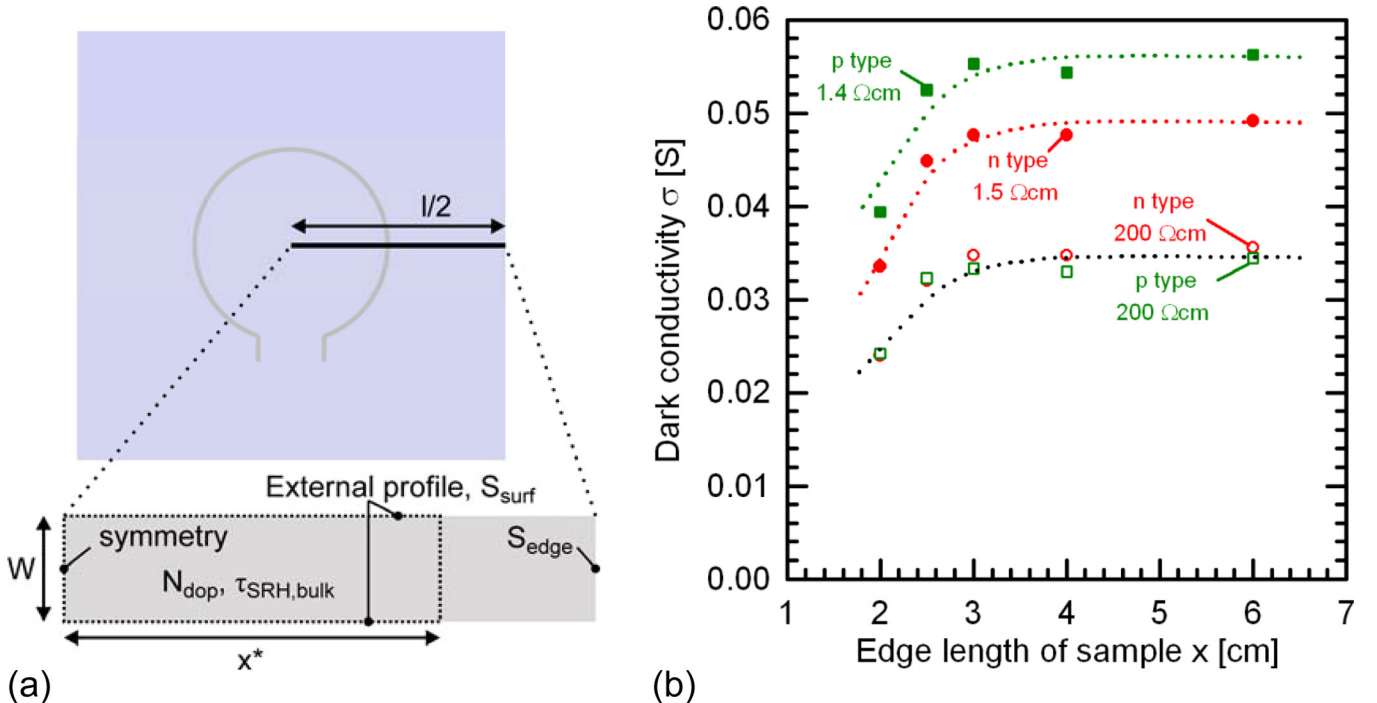 l/2
External profile, S_surf
symmetry
S_edge
W
N_dop, τ_SRH,bulk
x*
(a)
0.06
0.05
0.04
0.03
0.02
0.01
0.00
Dark conductivity σ [S]
p type
1.4 Ωcm
n type
1.5 Ωcm
n type
200 Ωcm
p type
200 Ωcm
1 2 3 4 5 6 7
Edge length of sample x [cm]
(b)